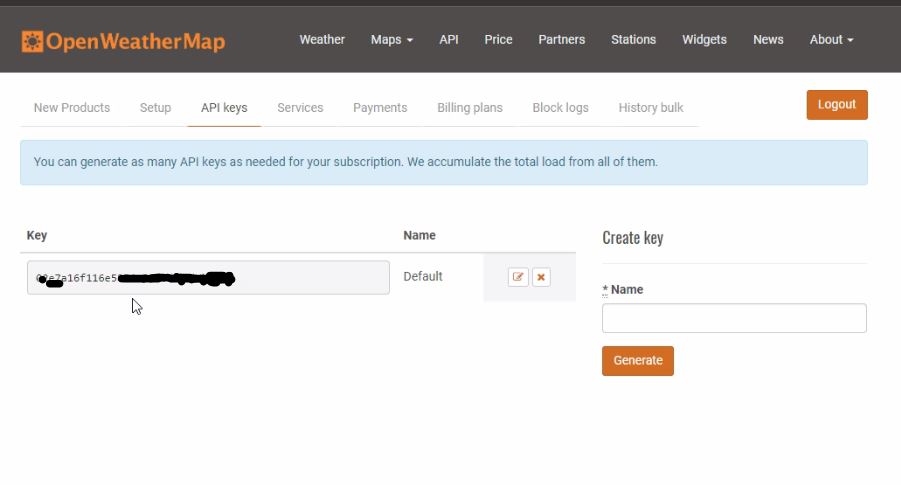 OpenWeatherMap
Weather Maps API Price Partners Stations Widgets News About
New Products Setup API keys Services Payments Billing plans Block logs History bulk Logout
You can generate as many API keys as needed for your subscription. We accumulate the total load from all of them.
Key Name
Create key
Default
* Name
Generate